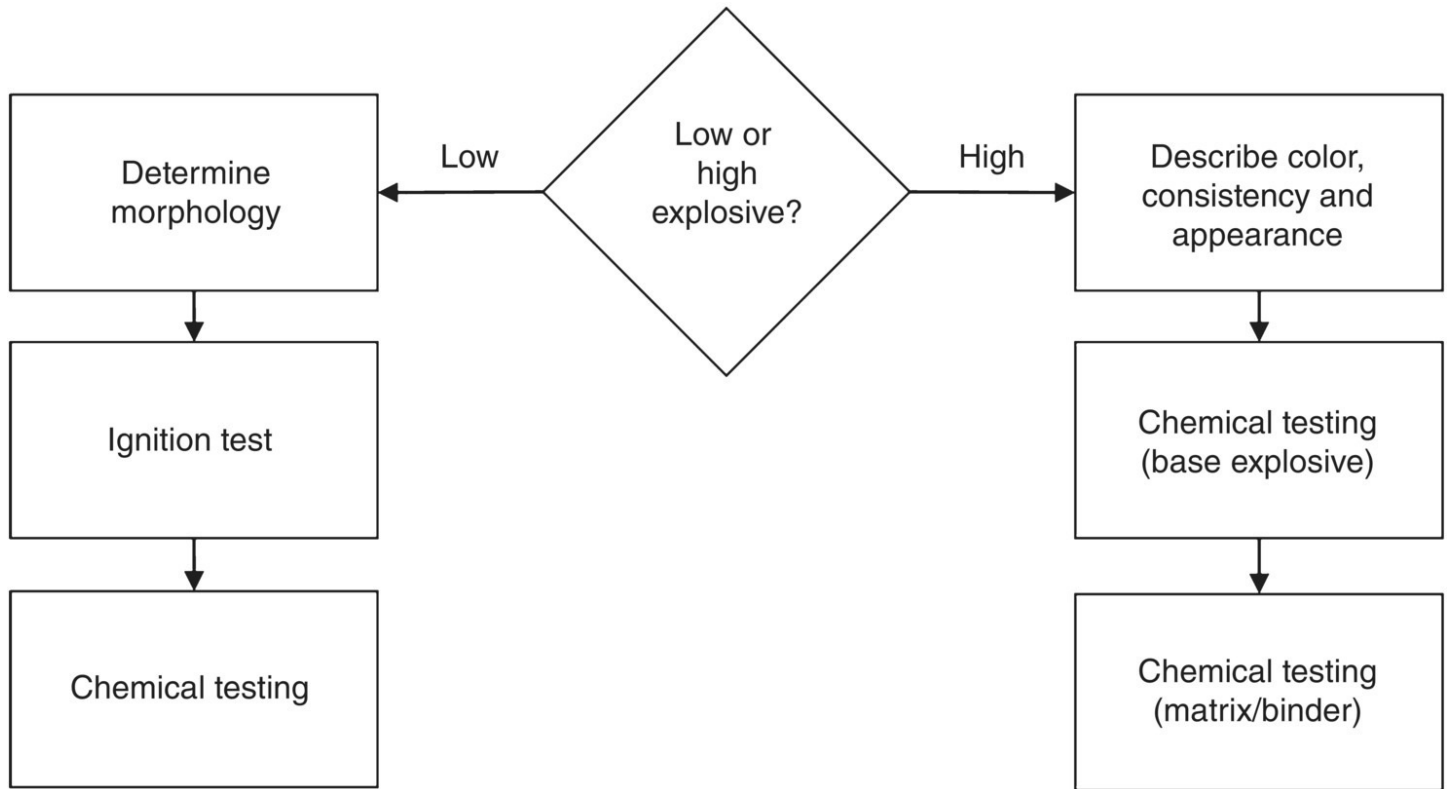 Low or
high
explosive?
Low
High
Determine
morphology
Describe color,
consistency and
appearance
Ignition test
Chemical testing
(base explosive)
Chemical testing
Chemical testing
(matrix/binder)